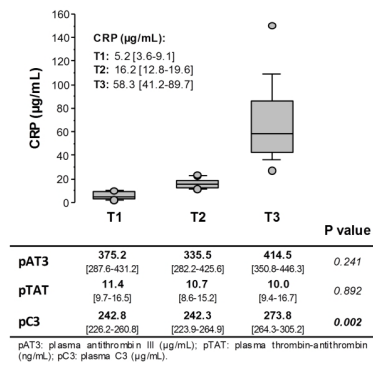 160
140
120
100
80
60
40
20
0
CRP (µg/mL)
CRP (µg/mL):
T1: 5.2 [3.6-9.1]
T2: 16.2 [12.8-19.6]
T3: 58.3 [41.2-89.7]
T1 T2 T3
P value
pAT3 375.2 335.5 414.5 0.241
[287.6-431.2] [282.2-425.6] [350.8-446.3]
pTAT 11.4 10.7 10.0 0.892
[9.7-16.5] [8.6-15.2] [9.4-16.7]
pC3 242.8 242.3 273.8 0.002
[226.2-260.8] [223.9-264.9] [264.3-305.2]
pAT3: plasma antithrombin III (µg/mL); pTAT: plasma thrombin-antithrombin
(ng/mL); pC3: plasma C3 (µg/mL).